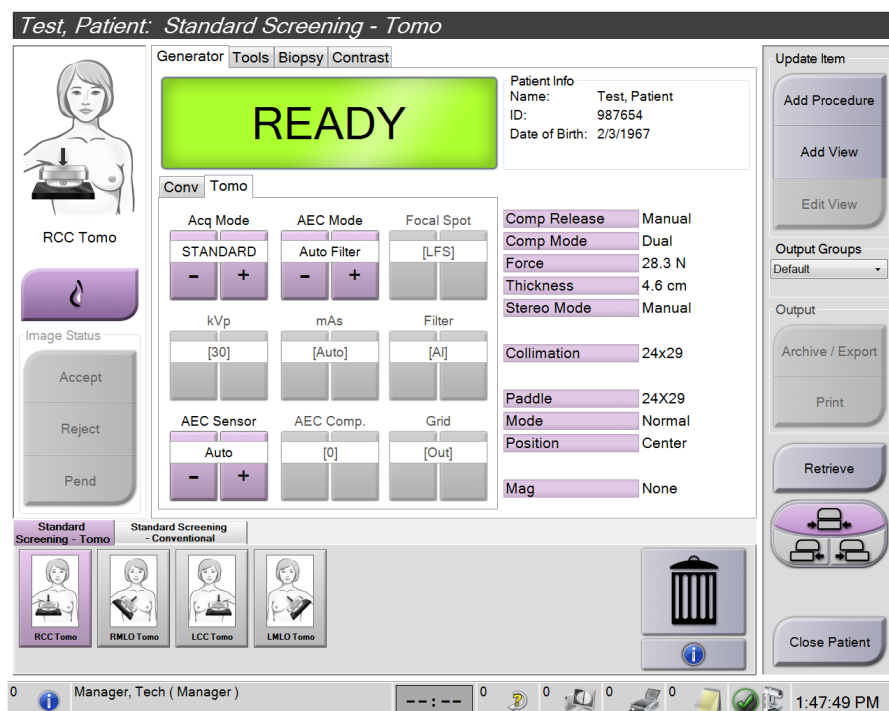 Test, Patient: Standard Screening - Tomo
RCC Tomo
Image Status
Accept
Reject
Pend
Generator Tools Biopsy Contrast
READY
Patient Info
Name: Test, Patient
ID: 987654
Date of Birth: 2/3/1967
Conv Tomo
Acq Mode AEC Mode Focal Spot
STANDARD Auto Filter [LFS]
- + - +
kVp mAs Filter
[30] [Auto] [Al]
AEC Sensor AEC Comp. Grid
Auto [0] [Out]
- +
Comp Release Manual
Comp Mode Dual
Force 28.3 N
Thickness 4.6 cm
Stereo Mode Manual
Collimation 24x29
Paddle 24X29
Mode Normal
Position Center
Mag None
Update Item
Add Procedure
Add View
Edit View
Output Groups
Default
Output
Archive / Export
Print
Retrieve
Close Patient
Standard
Screening - Tomo
Standard Screening
- Conventional
RCC Tomo RMLO Tomo LCC Tomo LMLO Tomo
0 Manager, Tech ( Manager ) --:-- 0 0 0 0 1:47:49 PM